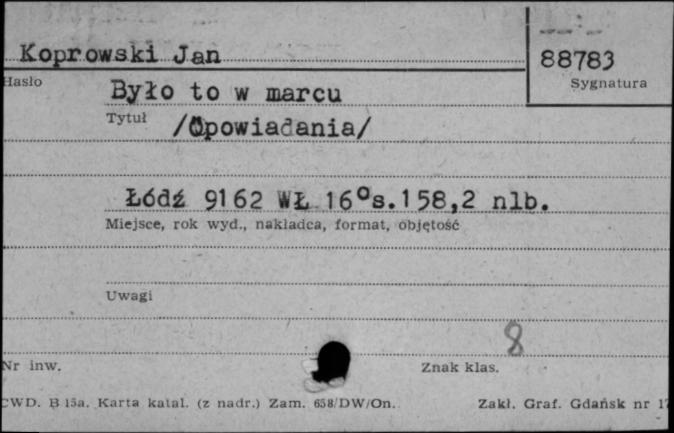 Koprowski Jan
88783
Hasło
Sygnatura
Było to w marcu
Tytuł
/Opowiadania/
Łódź 9162 WŁ 16°s.158,2 nlb.
Miejsce, rok wyd., nakładca, format, objętość
Uwagi
8
Nr inw.
Znak klas.
CWD. B 15a. Karta katal. (z nadr.) Zam. 658/DW/On.
Zakł. Graf. Gdańsk nr 1